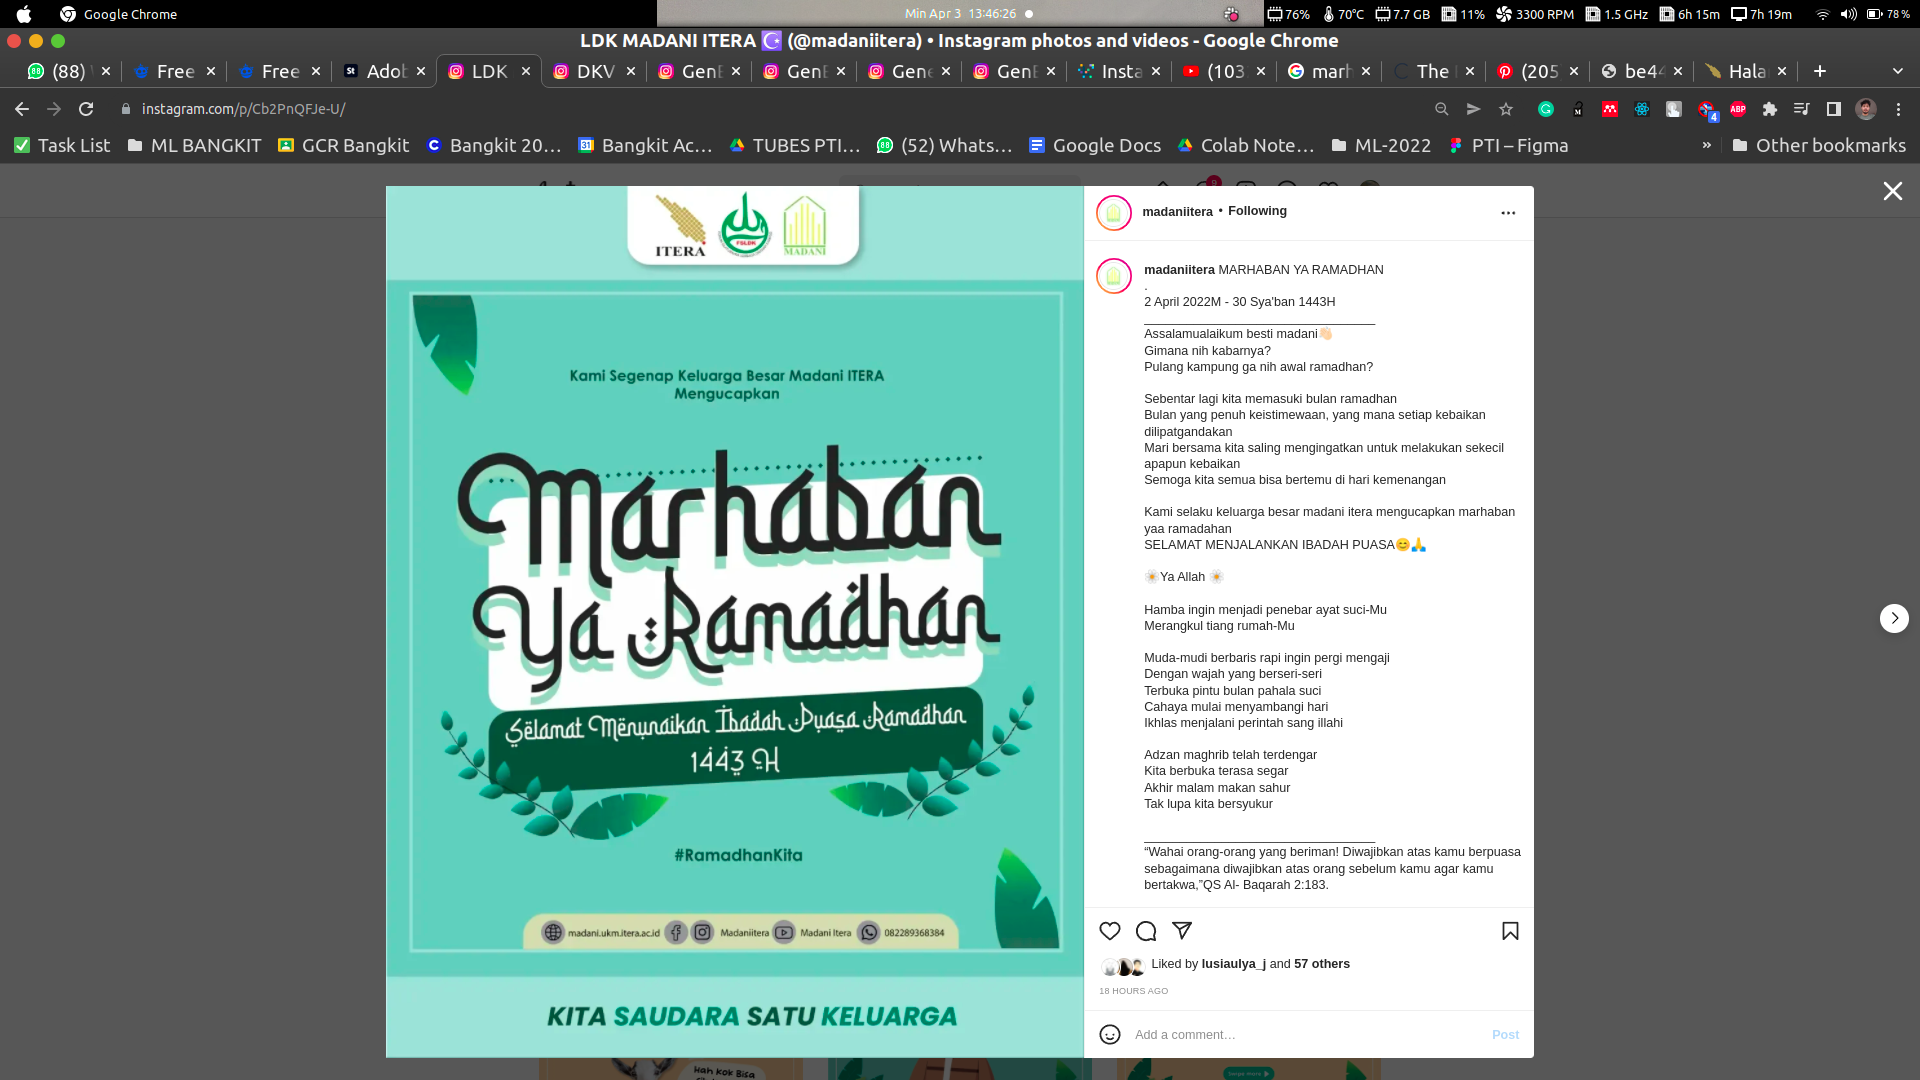 Google Chrome
Min Apr 3 13:46:26
76% 70°C 7.7 GB 11% 3300 RPM 1.5 GHz 6h 15m 7h 19m 78 %
LDK MADANI ITERA (@madaniitera) • Instagram photos and videos - Google Chrome
(88) Free Free Adob LDK DKV GenE GenE Gene GenE Insta (103 marh The (205 be44 Hala
instagram.com/p/Cb2PnQFJe-U/
4 ABP
Task List ML BANGKIT GCR Bangkit Bangkit 20… Bangkit Ac… TUBES PTI… (52) Whats… Google Docs Colab Note… ML-2022 PTI – Figma » Other bookmarks
ITERA FSLDK MADANI
Kami Segenap Keluarga Besar Madani ITERA
Mengucapkan
Marhaban
Ya Ramadhan
Selamat Menunaikan Ibadah Puasa Ramadhan
1443 H
#RamadhanKita
madani.ukm.itera.ac.id Madaniitera Madani Itera 082289368384
KITA SAUDARA SATU KELUARGA
madaniitera • Following
madaniitera MARHABAN YA RAMADHAN
.
2 April 2022M - 30 Sya'ban 1443H
_________________________________
Assalamualaikum besti madani👋🏻
Gimana nih kabarnya?
Pulang kampung ga nih awal ramadhan?
Sebentar lagi kita memasuki bulan ramadhan
Bulan yang penuh keistimewaan, yang mana setiap kebaikan
dilipatgandakan
Mari bersama kita saling mengingatkan untuk melakukan sekecil
apapun kebaikan
Semoga kita semua bisa bertemu di hari kemenangan
Kami selaku keluarga besar madani itera mengucapkan marhaban
yaa ramadahan
SELAMAT MENJALANKAN IBADAH PUASA😊🙏
🌼Ya Allah 🌼
Hamba ingin menjadi penebar ayat suci-Mu
Merangkul tiang rumah-Mu
Muda-mudi berbaris rapi ingin pergi mengaji
Dengan wajah yang berseri-seri
Terbuka pintu bulan pahala suci
Cahaya mulai menyambangi hari
Ikhlas menjalani perintah sang illahi
Adzan maghrib telah terdengar
Kita berbuka terasa segar
Akhir malam makan sahur
Tak lupa kita bersyukur
_________________________________
“Wahai orang-orang yang beriman! Diwajibkan atas kamu berpuasa
sebagaimana diwajibkan atas orang sebelum kamu agar kamu
bertakwa,”QS Al- Baqarah 2:183.
Liked by lusiaulya_j and 57 others
18 HOURS AGO
Add a comment… Post
Hah Kok Bisa